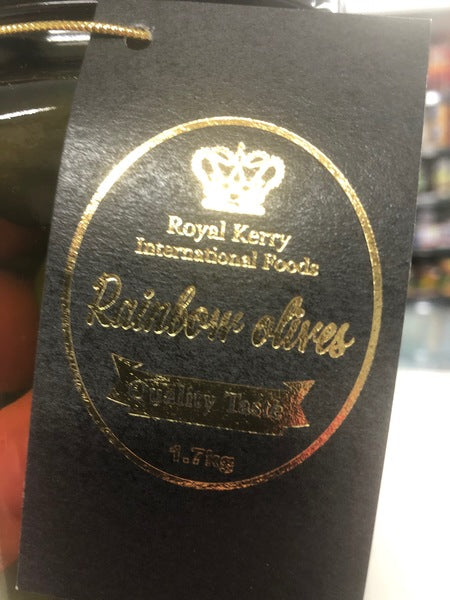 Royal Kerry
International Foods
Rainbow olives
Quality Taste
1.7kg